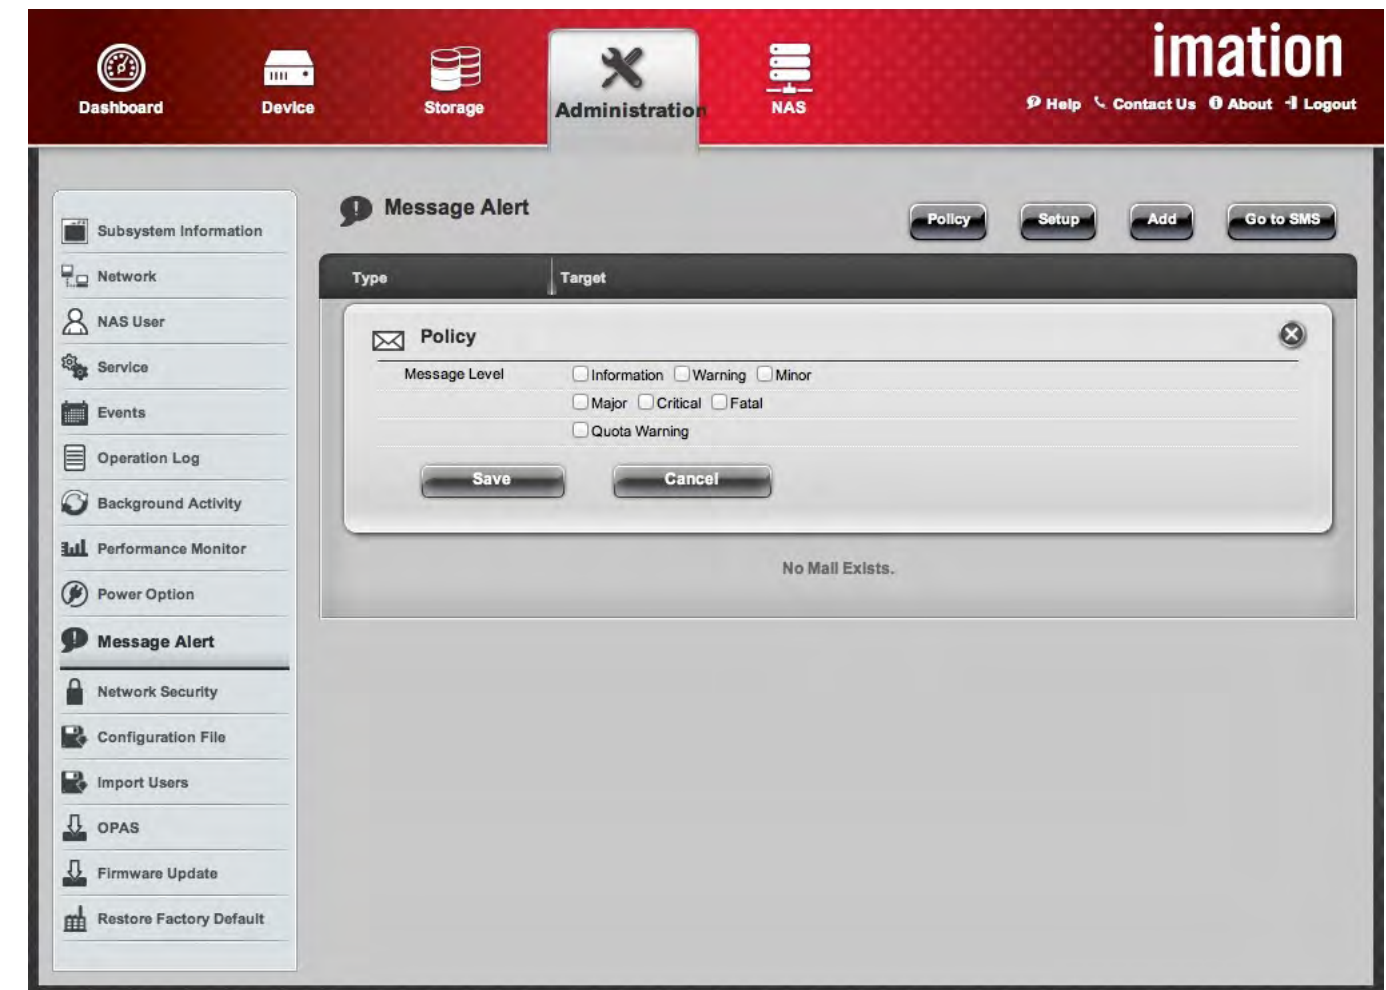 imation
Dashboard
Device
Storage
Administration
NAS
Help Contact Us About Logout
Message Alert
Policy Setup Add Go to SMS
Subsystem Information
Network
NAS User
Service
Events
Operation Log
Background Activity
Performance Monitor
Power Option
Message Alert
Network Security
Configuration File
Import Users
OPAS
Firmware Update
Restore Factory Default
Type Target
Policy
Message Level Information Warning Minor
Major Critical Fatal
Quota Warning
Save Cancel
No Mail Exists.